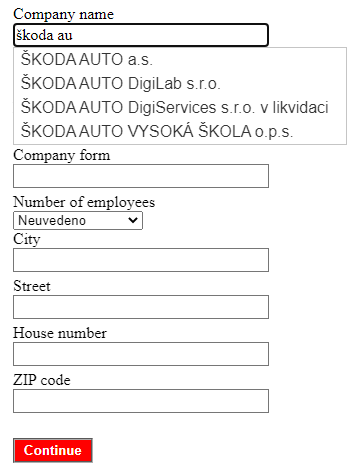 Company name
škoda au
ŠKODA AUTO a.s.
ŠKODA AUTO DigiLab s.r.o.
ŠKODA AUTO DigiServices s.r.o. v likvidaci
ŠKODA AUTO VYSOKÁ ŠKOLA o.p.s.
Company form
Number of employees
Neuvedeno
City
Street
House number
ZIP code
Continue